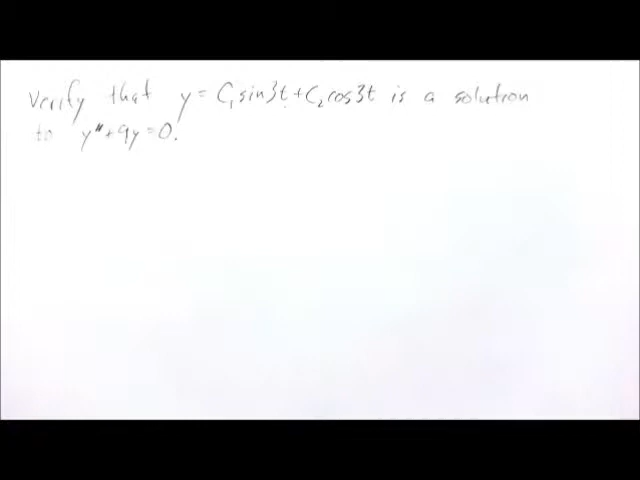 Verify that y = C₁sin3t + C₂cos3t is a solution
to y" + 9y = 0.